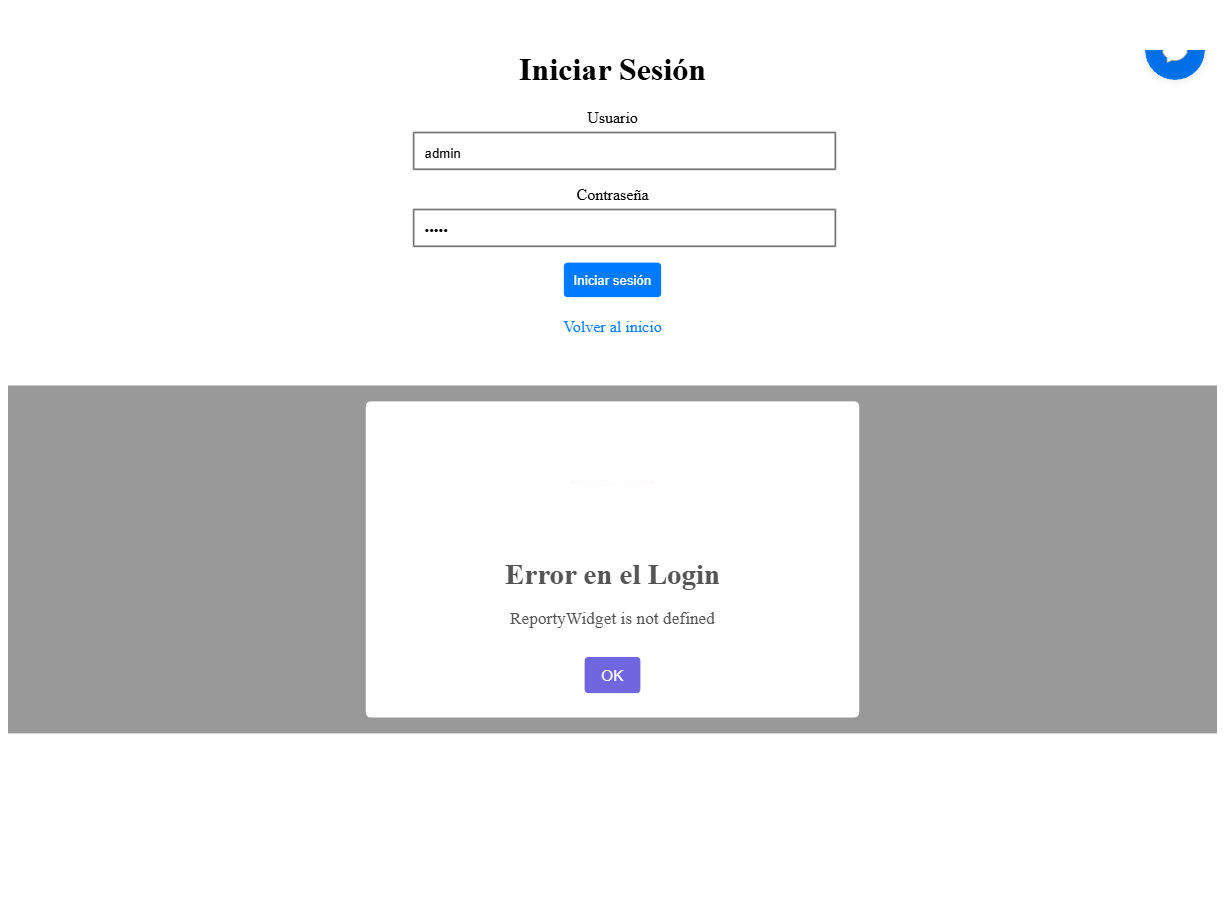 Iniciar Sesión
Usuario
admin
Contraseña
•••••
Iniciar sesión
Volver al inicio
Error en el Login
ReportyWidget is not defined
OK